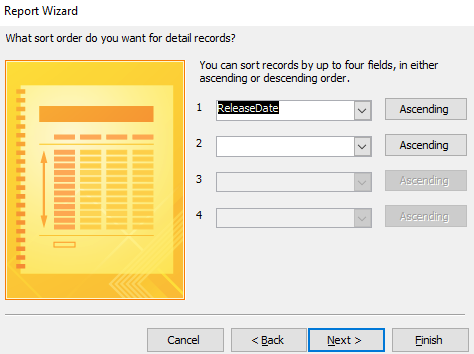 Report Wizard
What sort order do you want for detail records?
You can sort records by up to four fields, in either
ascending or descending order.
1 ReleaseDate Ascending
2 Ascending
3 Ascending
4 Ascending
Cancel < Back Next > Finish